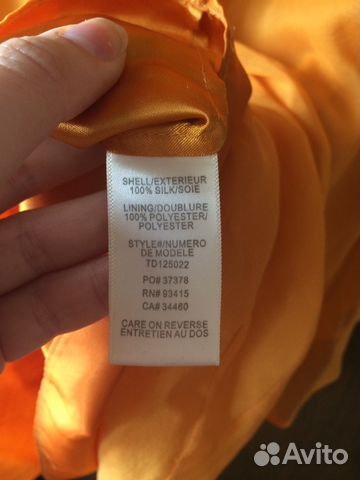 SHELL/EXTERIEUR
100% SILK/SOIE
LINING/DOUBLURE
100% POLYESTER/
POLYESTER
STYLE#/NUMERO
DE MODELE
TD125022
PO# 37378
RN# 93415
CA# 34460
CARE ON REVERSE
ENTRETIEN AU DOS
Avito